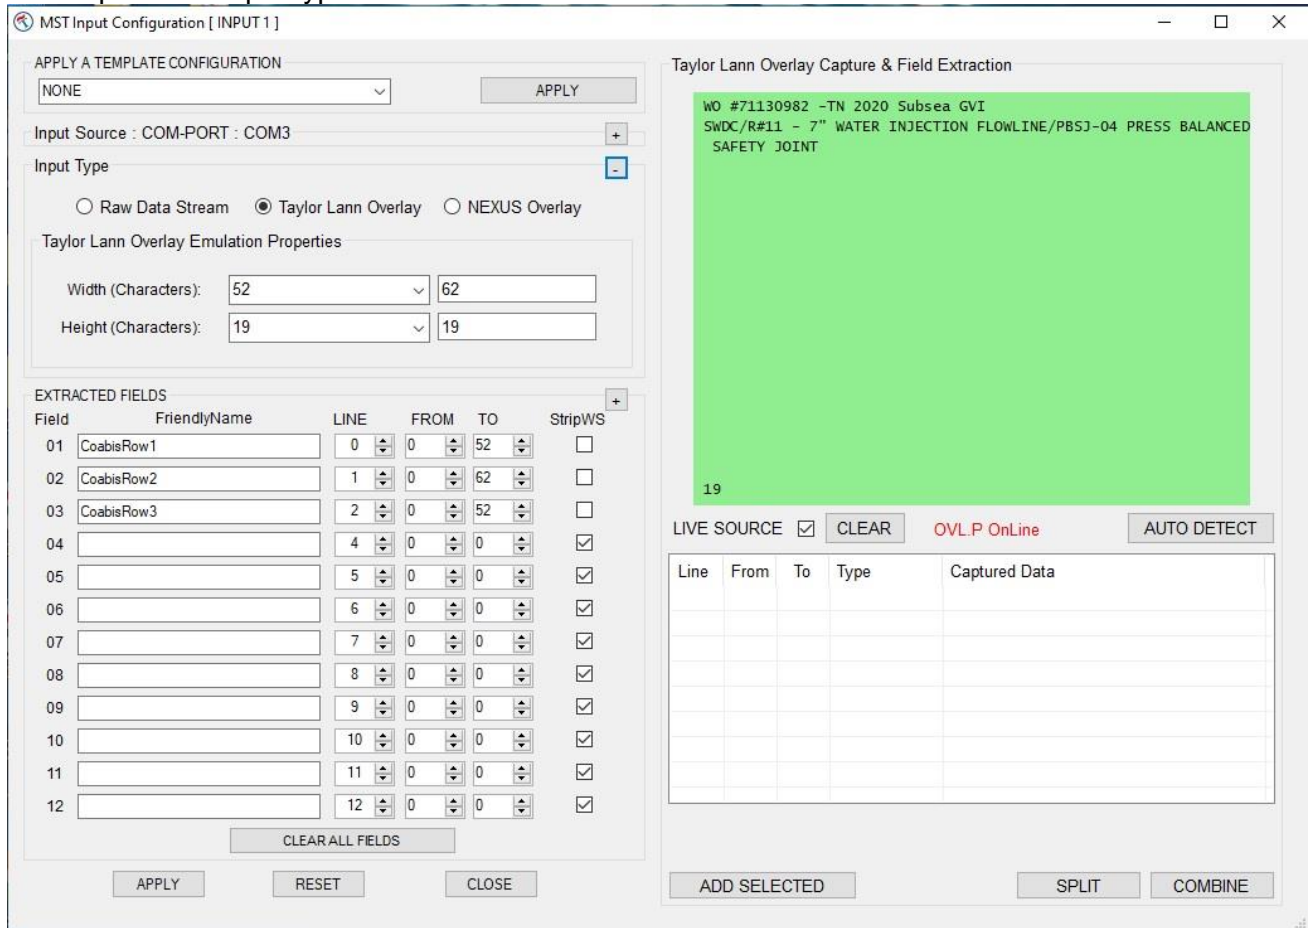 MST Input Configuration [ INPUT 1 ]
APPLY A TEMPLATE CONFIGURATION
NONE
APPLY
Input Source : COM-PORT : COM3
+
Input Type
-
Raw Data Stream
Taylor Lann Overlay
NEXUS Overlay
Taylor Lann Overlay Emulation Properties
Width (Characters): 52 62
Height (Characters): 19 19
EXTRACTED FIELDS
+
Field FriendlyName LINE FROM TO StripWS
01 CoabisRow1 0 0 52
02 CoabisRow2 1 0 62
03 CoabisRow3 2 0 52
04 4 0 0
05 5 0 0
06 6 0 0
07 7 0 0
08 8 0 0
09 9 0 0
10 10 0 0
11 11 0 0
12 12 0 0
CLEAR ALL FIELDS
APPLY RESET CLOSE
Taylor Lann Overlay Capture & Field Extraction
WO #71130982 -TN 2020 Subsea GVI
SWDC/R#11 - 7" WATER INJECTION FLOWLINE/PBSJ-04 PRESS BALANCED
SAFETY JOINT
19
LIVE SOURCE CLEAR OVL.P OnLine AUTO DETECT
Line From To Type Captured Data
ADD SELECTED SPLIT COMBINE